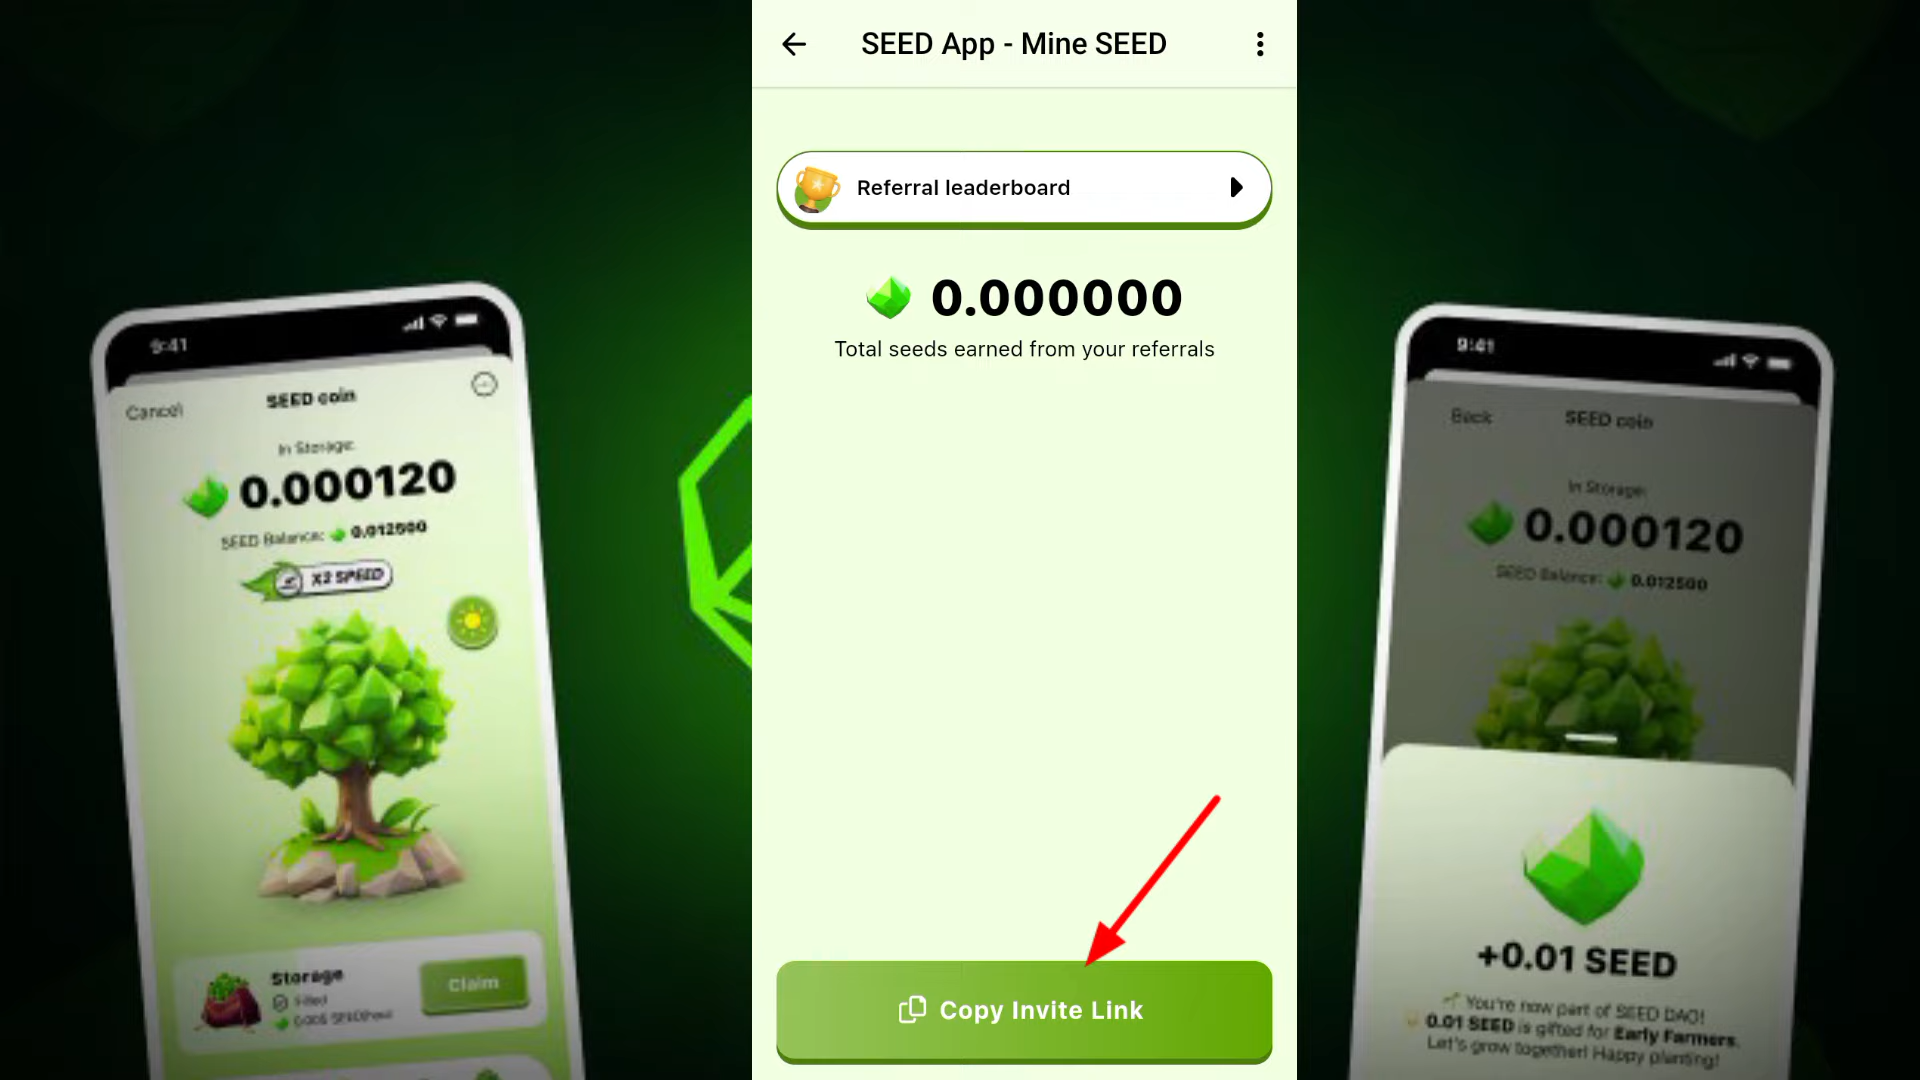 SEED App - Mine SEED
Referral leaderboard
0.000000
Total seeds earned from your referrals
Copy Invite Link
9:41
Cancel
SEED coin
In Storage:
0.000120
SEED Balance: 0.012500
X2 SPEED
Storage
Filled
Claim
9:41
Back
SEED coin
In Storage:
0.000120
SEED Balance: 0.012500
+0.01 SEED
You're now part of SEED DAO!
0.01 SEED is gifted for Early Farmers.
Let's grow together! Happy planting!